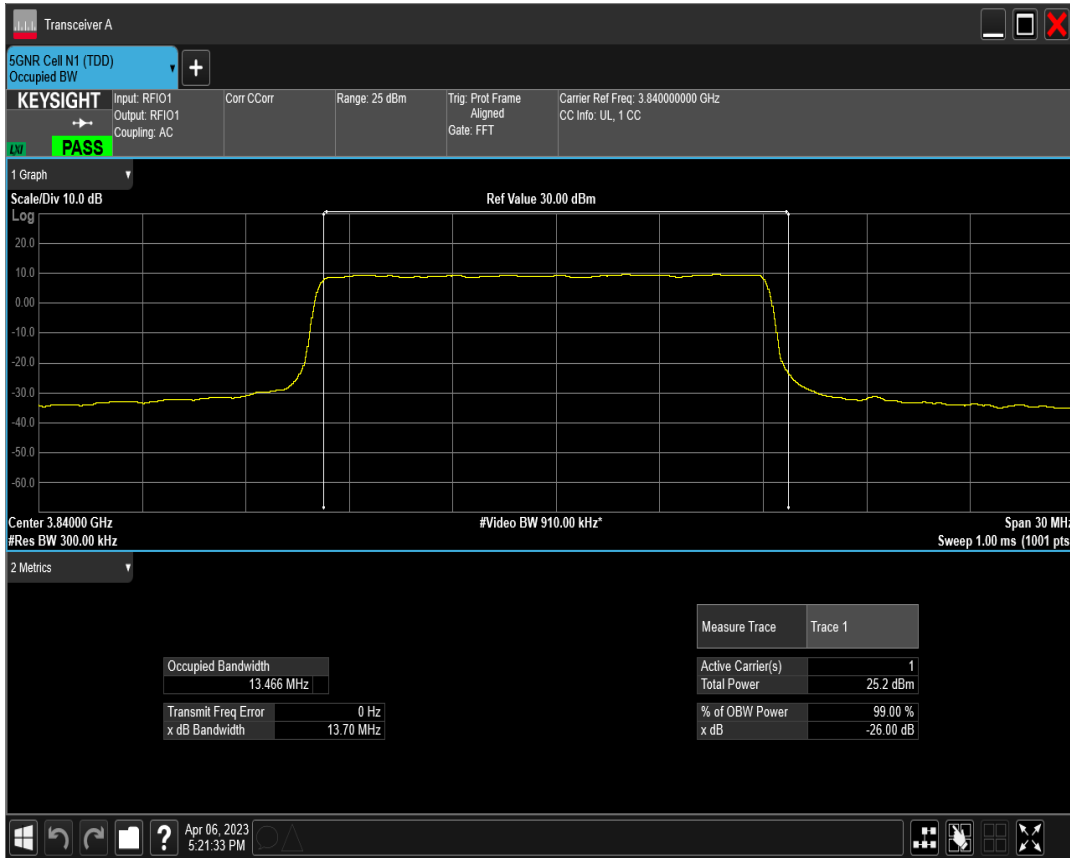 Transceiver A
5GNR Cell N1 (TDD)
Occupied BW
KEYSIGHT
LXI
PASS
Input: RFIO1
Output: RFIO1
Coupling: AC
Corr CCorr
Range: 25 dBm
Trig: Prot Frame
Aligned
Gate: FFT
Carrier Ref Freq: 3.840000000 GHz
CC Info: UL, 1 CC
1 Graph
Scale/Div 10.0 dB
Ref Value 30.00 dBm
Log
20.0
10.0
0.00
-10.0
-20.0
-30.0
-40.0
-50.0
-60.0
Center 3.84000 GHz
#Video BW 910.00 kHz*
Span 30 MHz
#Res BW 300.00 kHz
Sweep 1.00 ms (1001 pts
2 Metrics
Measure Trace Trace 1
Occupied Bandwidth
13.466 MHz
Active Carrier(s) 1
Total Power 25.2 dBm
Transmit Freq Error 0 Hz
x dB Bandwidth 13.70 MHz
% of OBW Power 99.00 %
x dB -26.00 dB
Apr 06, 2023
5:21:33 PM